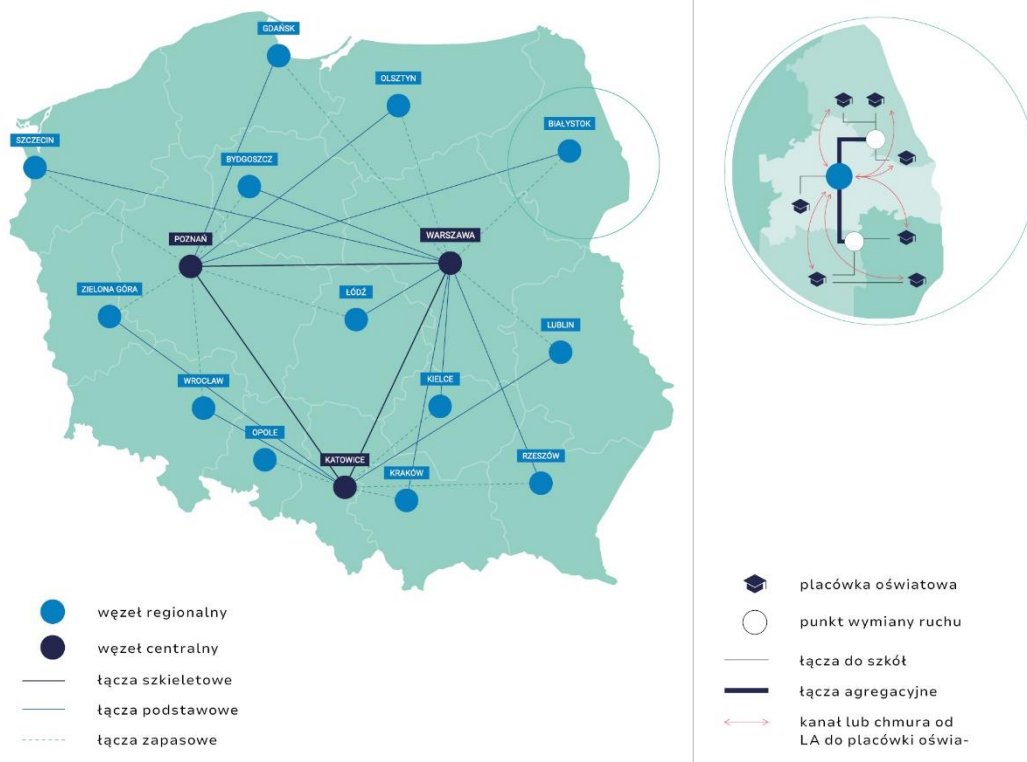 GDAŃSK
OLSZTYN
BIAŁYSTOK
SZCZECIN
BYDGOSZCZ
POZNAŃ
WARSZAWA
ZIELONA GÓRA
ŁÓDŹ
LUBLIN
WROCŁAW
KIELCE
OPOLE
KATOWICE
KRAKÓW
RZESZÓW
węzeł regionalny
węzeł centralny
łącza szkieletowe
łącza podstawowe
łącza zapasowe
placówka oświatowa
punkt wymiany ruchu
łącza do szkół
łącza agregacyjne
kanał lub chmura od
LA do placówki oświa-